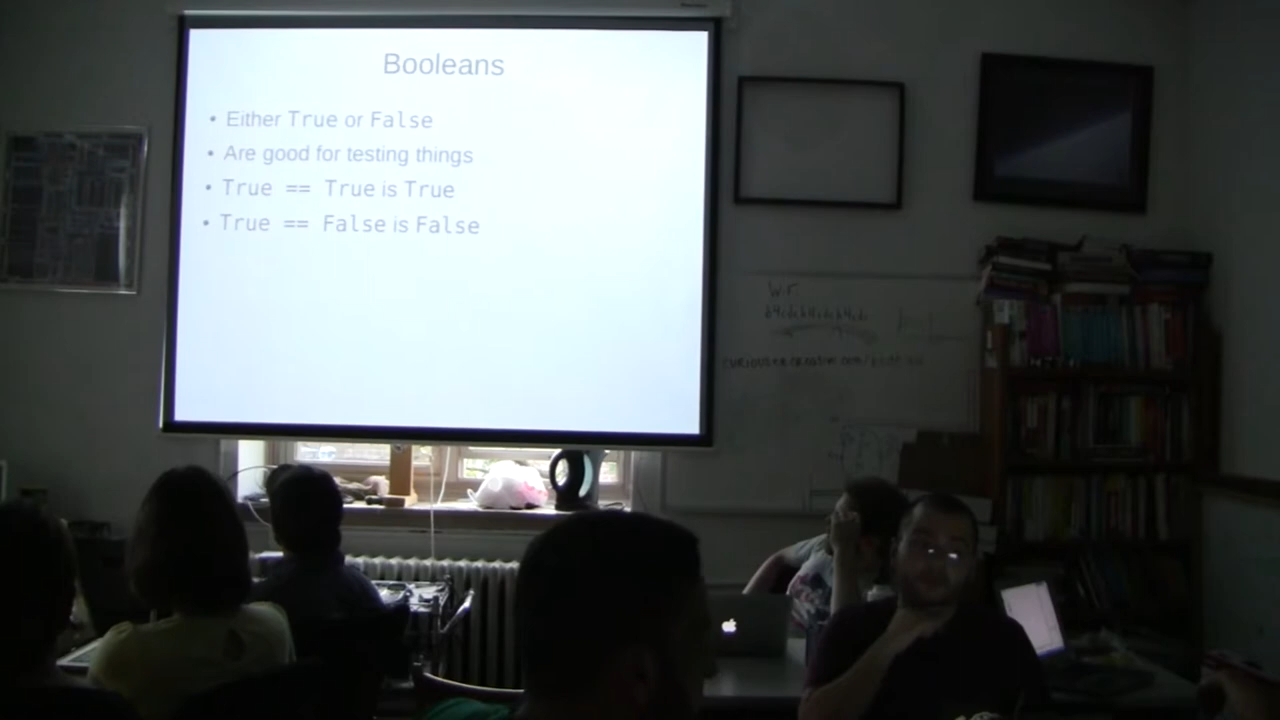 Booleans
• Either True or False
• Are good for testing things
• True == True is True
• True == False is False